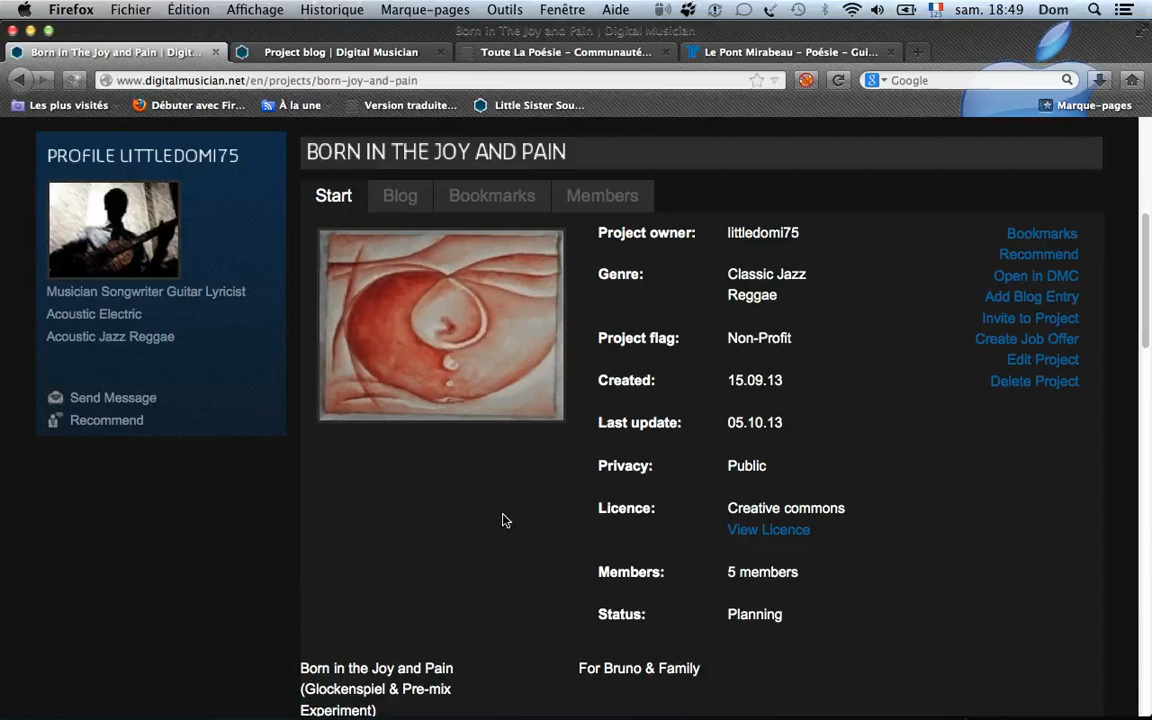 Firefox Fichier Édition Affichage Historique Marque-pages Outils Fenêtre Aide sam. 18:49 Dom
Born in The Joy and Pain | Digital Musician
Born in The Joy and Pain | Digit... Project blog | Digital Musician Toute La Poésie - Communauté... Le Pont Mirabeau - Poésie - Gui...
www.digitalmusician.net/en/projects/born-joy-and-pain Google
Les plus visités Débuter avec Fir... À la une Version traduite... Little Sister Sou... Marque-pages
PROFILE LITTLEDOMI75
Musician Songwriter Guitar Lyricist
Acoustic Electric
Acoustic Jazz Reggae
Send Message
Recommend
BORN IN THE JOY AND PAIN
Start Blog Bookmarks Members
Project owner: littledomi75
Genre: Classic Jazz
Reggae
Project flag: Non-Profit
Created: 15.09.13
Last update: 05.10.13
Privacy: Public
Licence: Creative commons
View Licence
Members: 5 members
Status: Planning
Bookmarks
Recommend
Open in DMC
Add Blog Entry
Invite to Project
Create Job Offer
Edit Project
Delete Project
Born in the Joy and Pain
(Glockenspiel & Pre-mix
Experiment)
For Bruno & Family